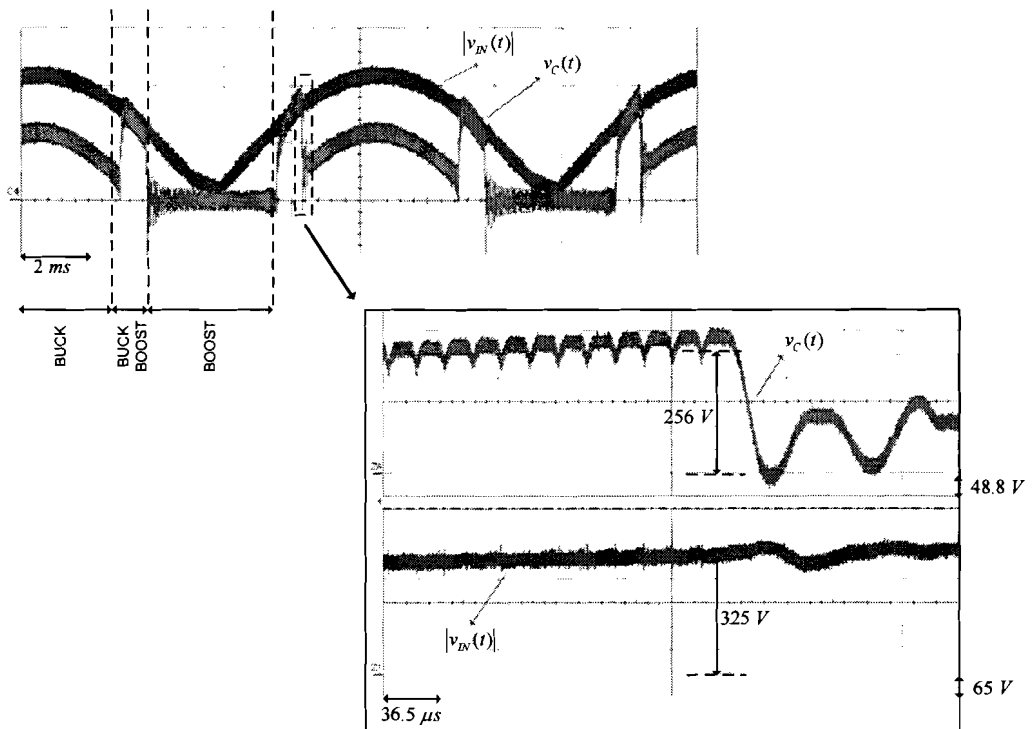 |v_IN(t)|
v_C(t)
2 ms
BUCK
BUCK
BOOST
BOOST
v_C(t)
256 V
48.8 V
|v_IN(t)|
325 V
65 V
36.5 μs